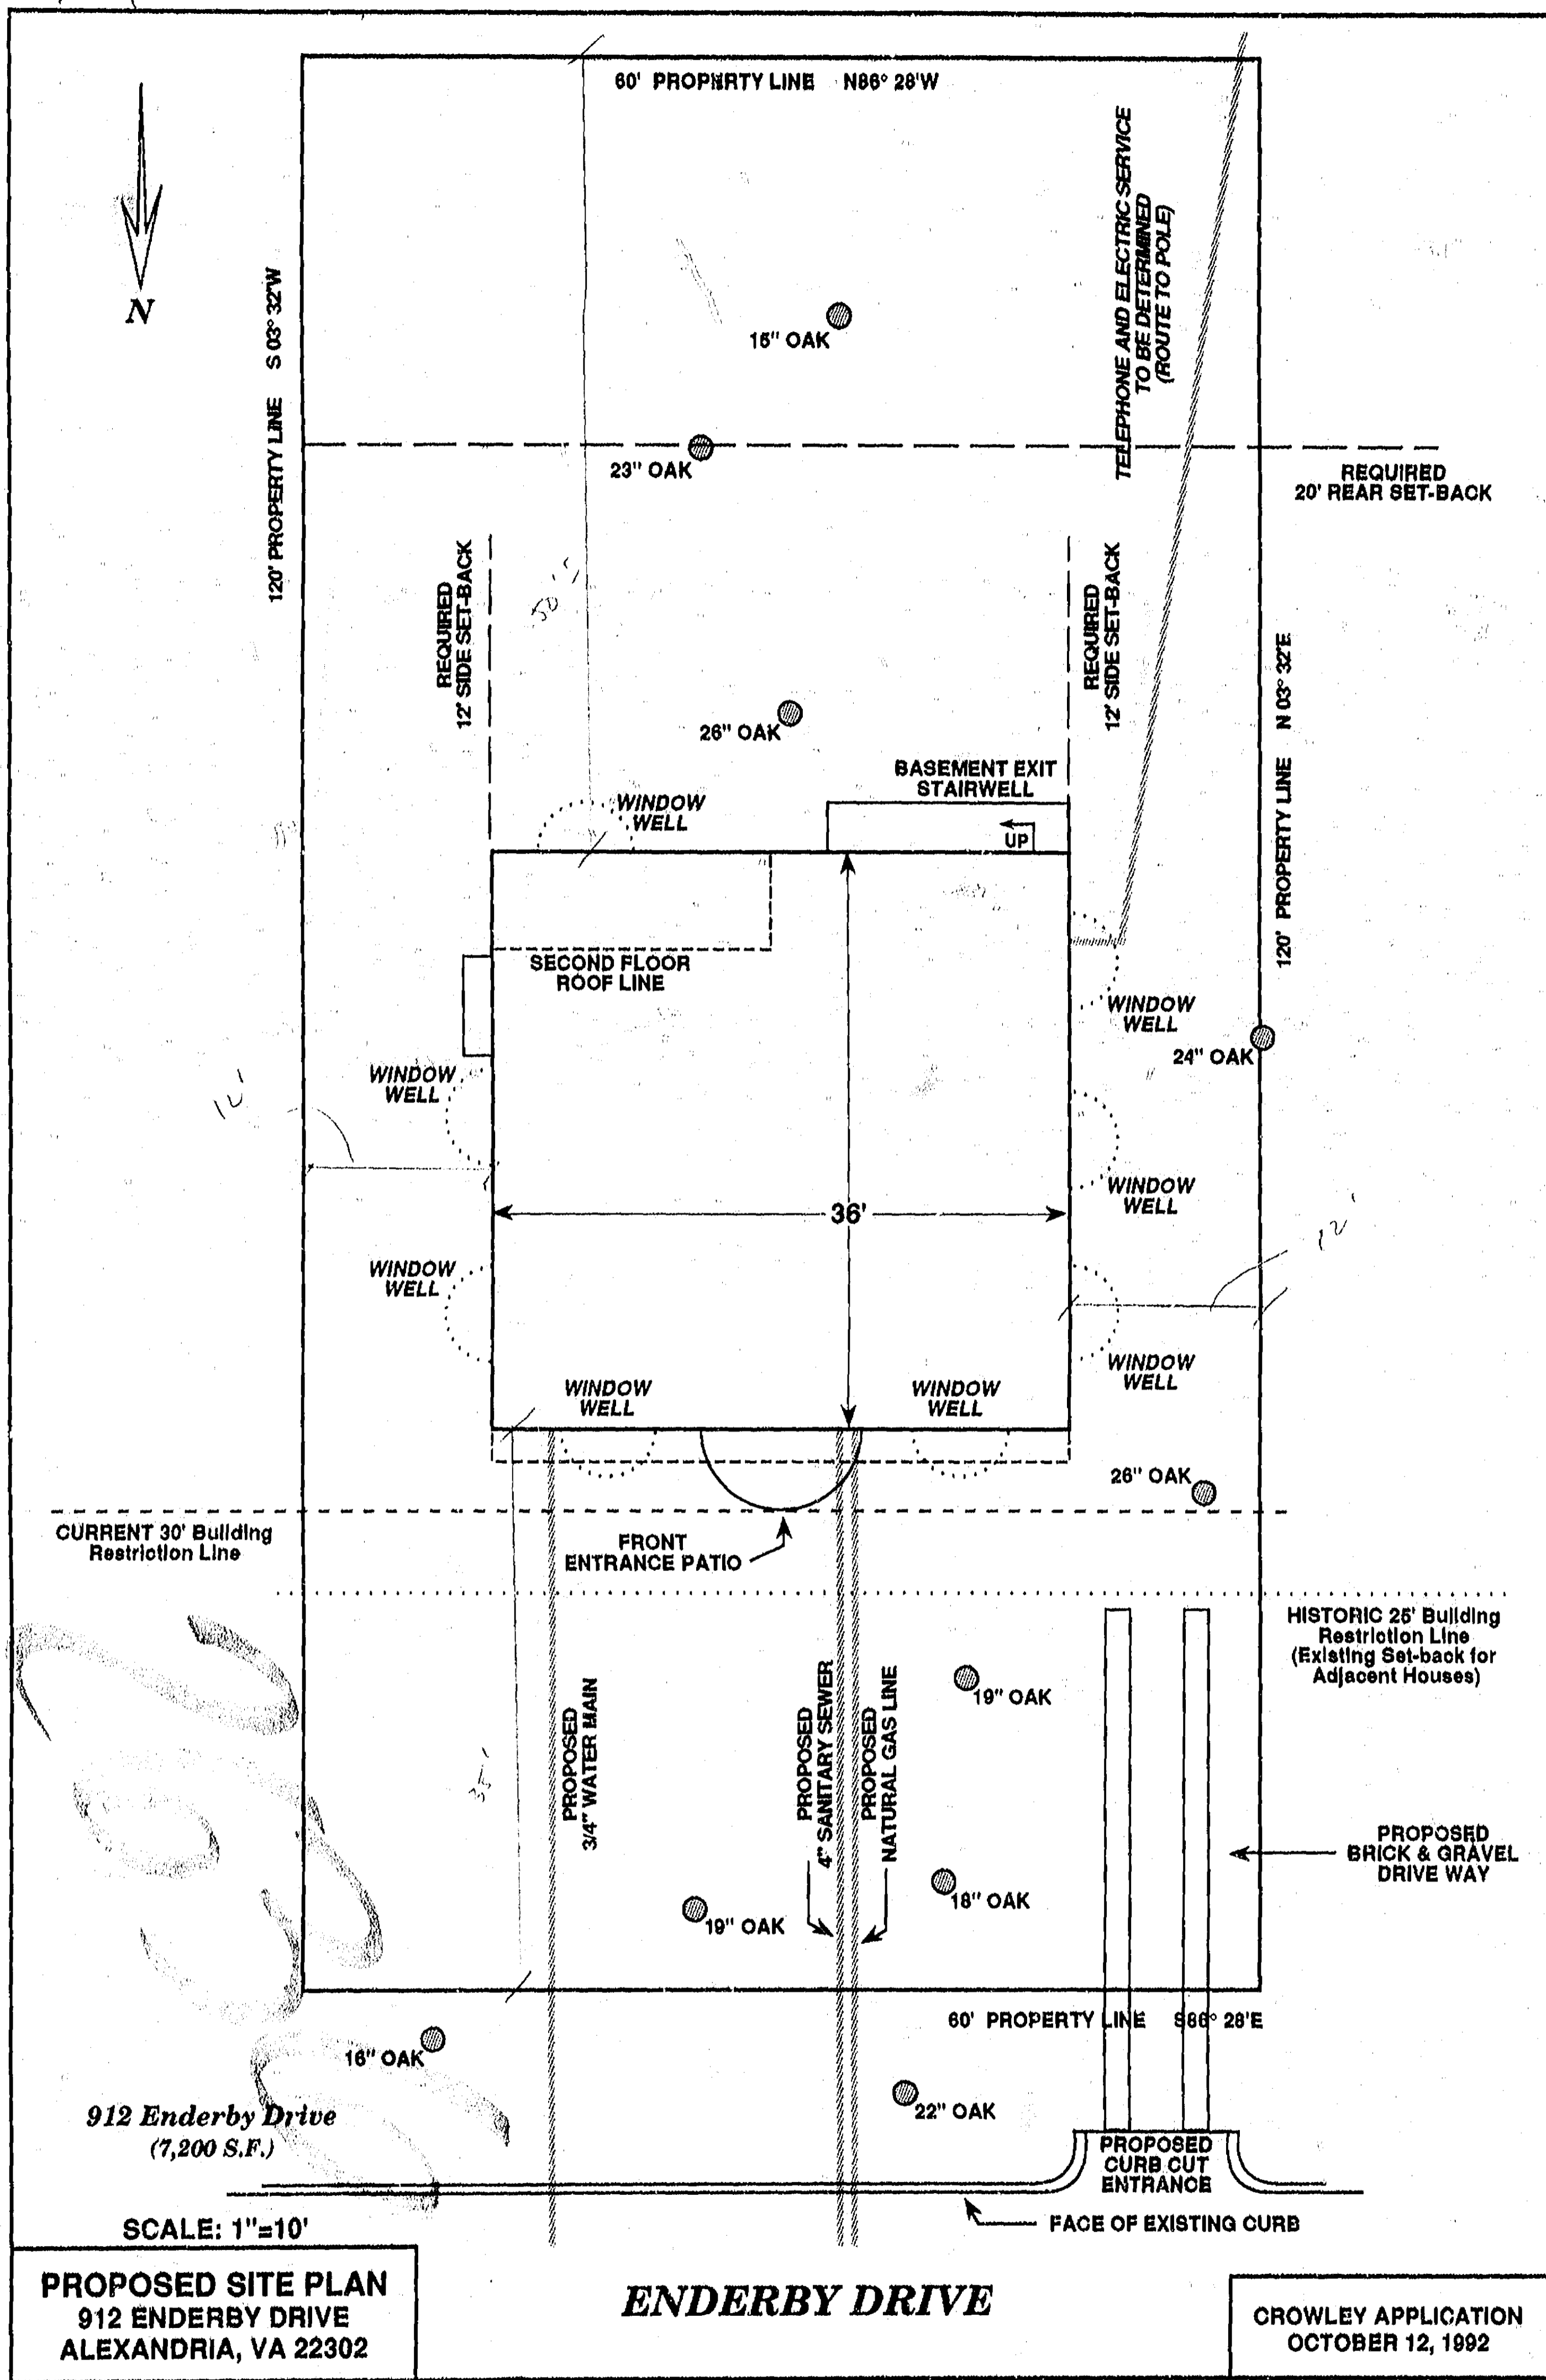 60' PROPERTY LINE N86° 28'W
N
120' PROPERTY LINE S 03° 32'W
TELEPHONE AND ELECTRIC SERVICE
TO BE DETERMINED
(ROUTE TO POLE)
15" OAK
23" OAK
REQUIRED
20' REAR SET-BACK
REQUIRED
12' SIDE SET-BACK
50'-
REQUIRED
12' SIDE SET-BACK
120' PROPERTY LINE N 03° 32'E
26" OAK
BASEMENT EXIT
STAIRWELL
UP
WINDOW
WELL
SECOND FLOOR
ROOF LINE
WINDOW
WELL
24" OAK
WINDOW
WELL
12'
WINDOW
WELL
36'
12'
WINDOW
WELL
WINDOW
WELL
WINDOW
WELL
WINDOW
WELL
26" OAK
CURRENT 30' Building
Restriction Line
FRONT
ENTRANCE PATIO
HISTORIC 25' Building
Restriction Line
(Existing Set-back for
Adjacent Houses)
19" OAK
35'-
PROPOSED
3/4" WATER MAIN
PROPOSED
4" SANITARY SEWER
PROPOSED
NATURAL GAS LINE
PROPOSED
BRICK & GRAVEL
DRIVE WAY
18" OAK
19" OAK
60' PROPERTY LINE S86° 28'E
16" OAK
22" OAK
912 Enderby Drive
(7,200 S.F.)
PROPOSED
CURB CUT
ENTRANCE
FACE OF EXISTING CURB
SCALE: 1"=10'
PROPOSED SITE PLAN
912 ENDERBY DRIVE
ALEXANDRIA, VA 22302
ENDERBY DRIVE
CROWLEY APPLICATION
OCTOBER 12, 1992